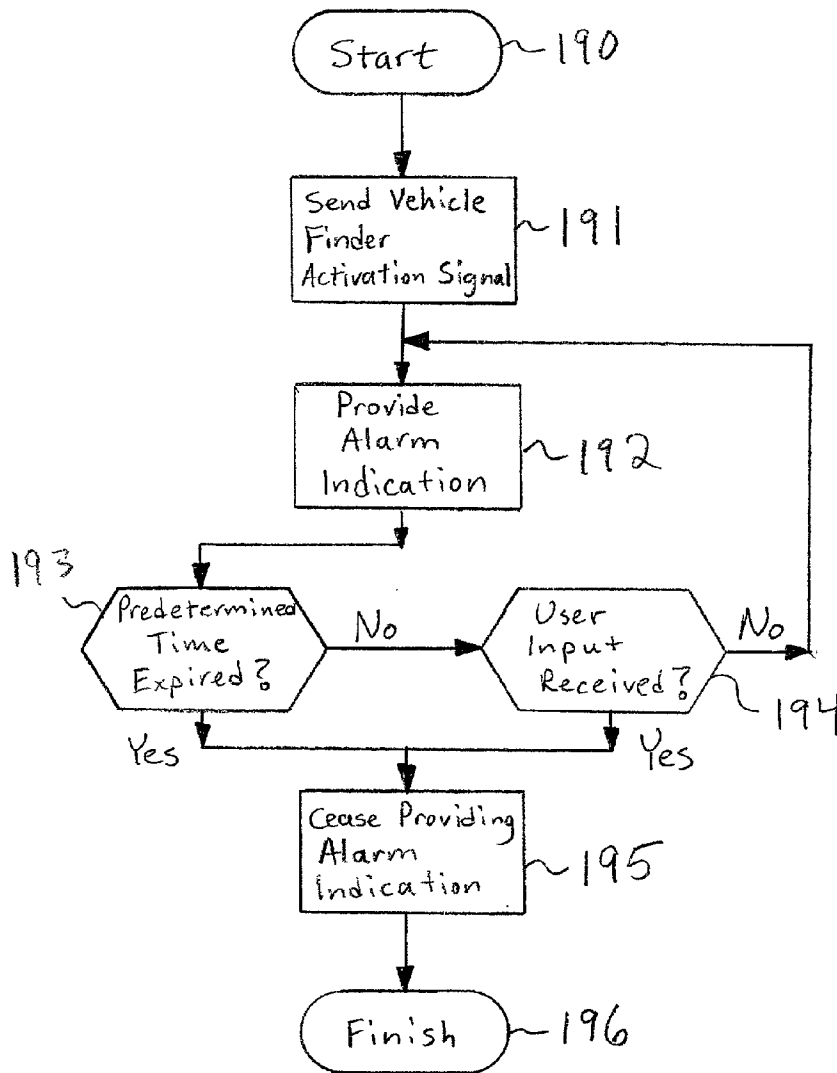 Start
190
Send Vehicle
Finder
Activation Signal
191
Provide
Alarm
Indication
192
193
Predetermined
Time
Expired?
No
User
Input
Received?
No
194
Yes
Yes
Cease Providing
Alarm
Indication
195
Finish
196